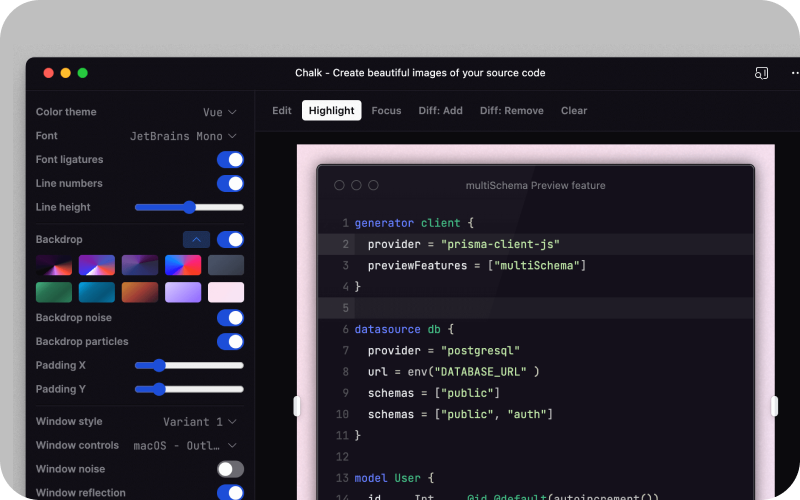 Chalk - Create beautiful images of your source code
Color theme Vue
Font JetBrains Mono
Font ligatures
Line numbers
Line height
Backdrop
Backdrop noise
Backdrop particles
Padding X
Padding Y
Window style Variant 1
Window controls macOS - Outl…
Window noise
Window reflection
Edit Highlight Focus Diff: Add Diff: Remove Clear
multiSchema Preview feature
1 generator client {
2 provider = "prisma-client-js"
3 previewFeatures = ["multiSchema"]
4 }
5
6 datasource db {
7 provider = "postgresql"
8 url = env("DATABASE_URL" )
9 schemas = ["public"]
10 schemas = ["public", "auth"]
11 }
12
13 model User {
14 id Int @id @default(autoincrement())